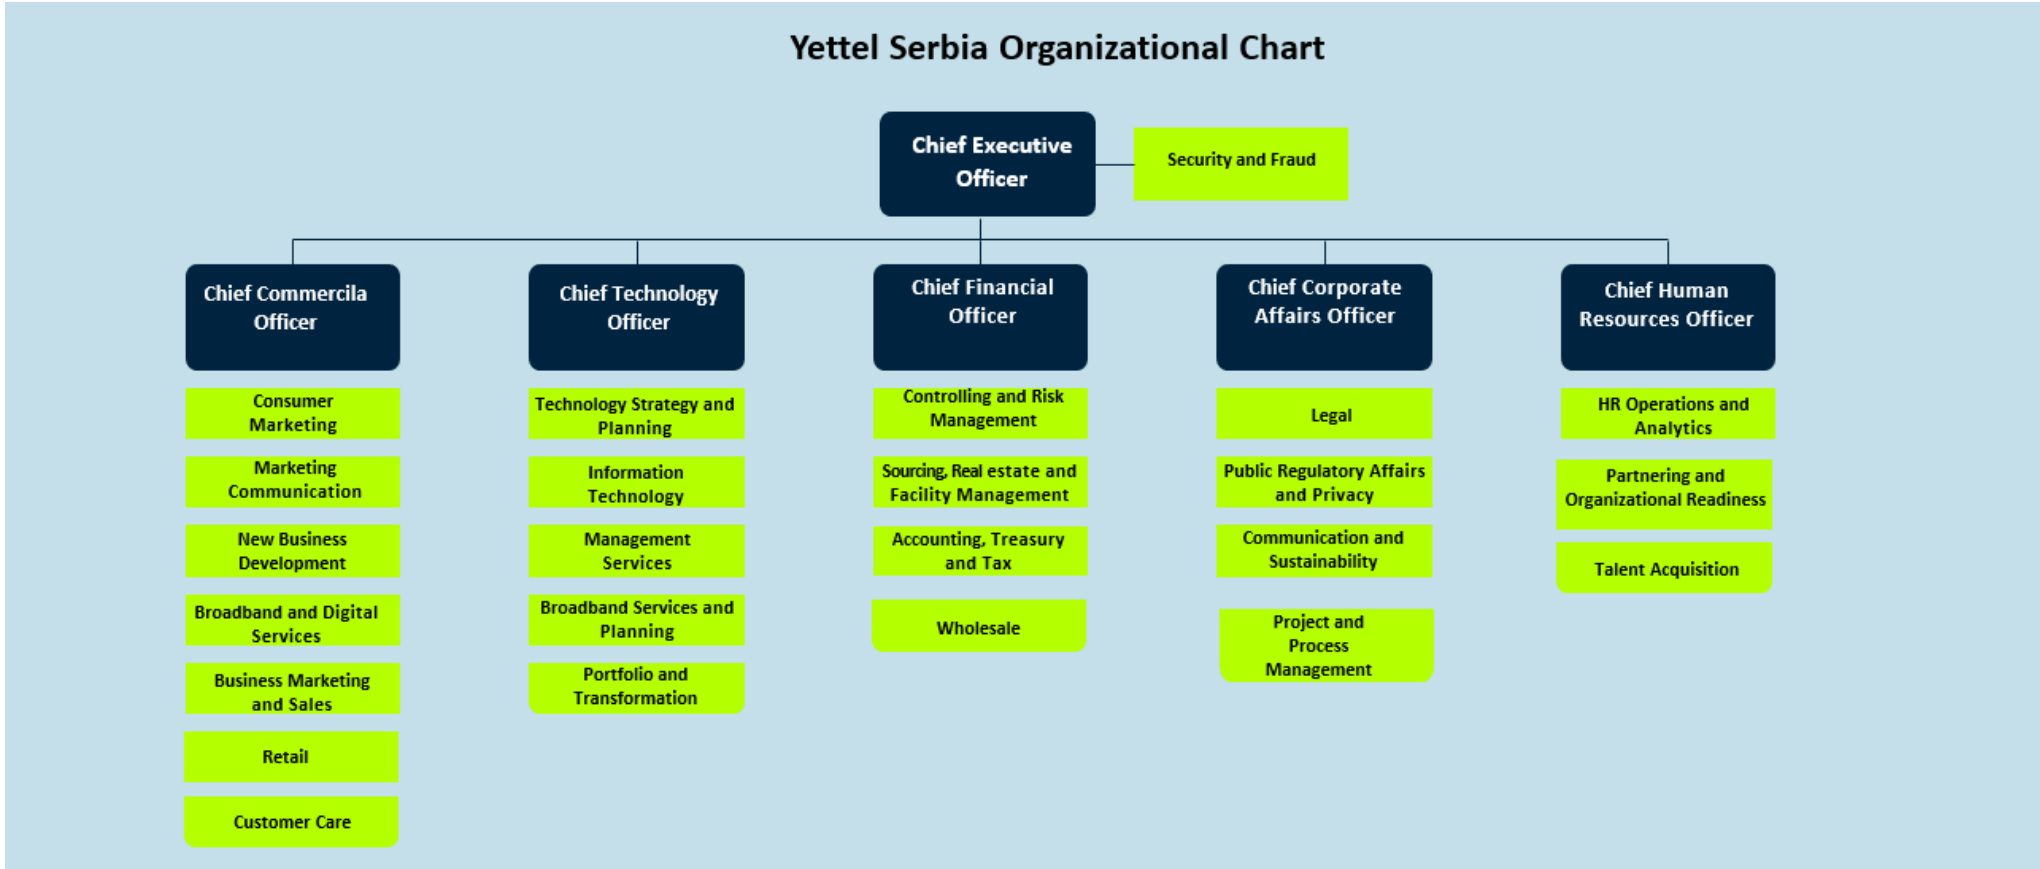 Yettel Serbia Organizational Chart
Chief Executive
Officer
Security and Fraud
Chief Commercila
Officer
Consumer
Marketing
Marketing
Communication
New Business
Development
Broadband and Digital
Services
Business Marketing
and Sales
Retail
Customer Care
Chief Technology
Officer
Technology Strategy and
Planning
Information
Technology
Management
Services
Broadband Services and
Planning
Portfolio and
Transformation
Chief Financial
Officer
Controlling and Risk
Management
Sourcing, Real estate and
Facility Management
Accounting, Treasury
and Tax
Wholesale
Chief Corporate
Affairs Officer
Legal
Public Regulatory Affairs
and Privacy
Communication and
Sustainability
Project and
Process
Management
Chief Human
Resources Officer
HR Operations and
Analytics
Partnering and
Organizational Readiness
Talent Acquisition